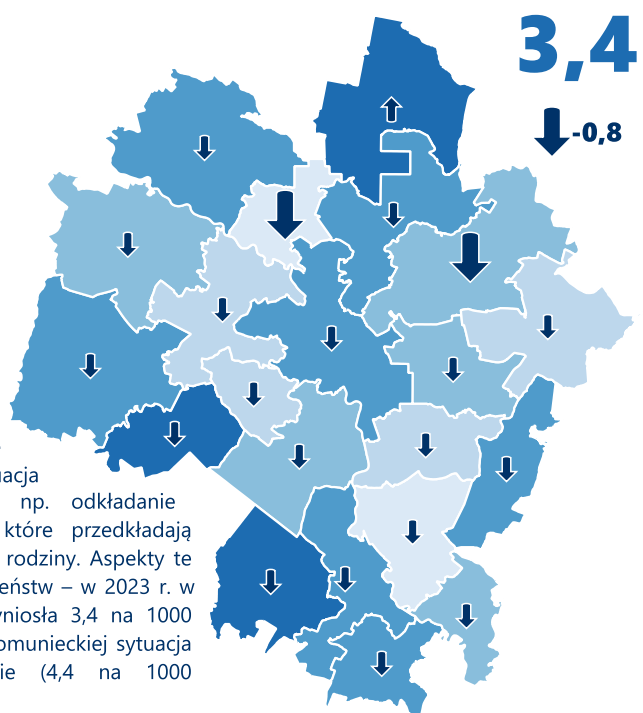 3,4
-0,8
uacja
np. odkładanie
które przedkładają
rodziny. Aspekty te
eństw – w 2023 r. w
yniosła 3,4 na 1000
omunieckiej sytuacja
ie (4,4 na 1000